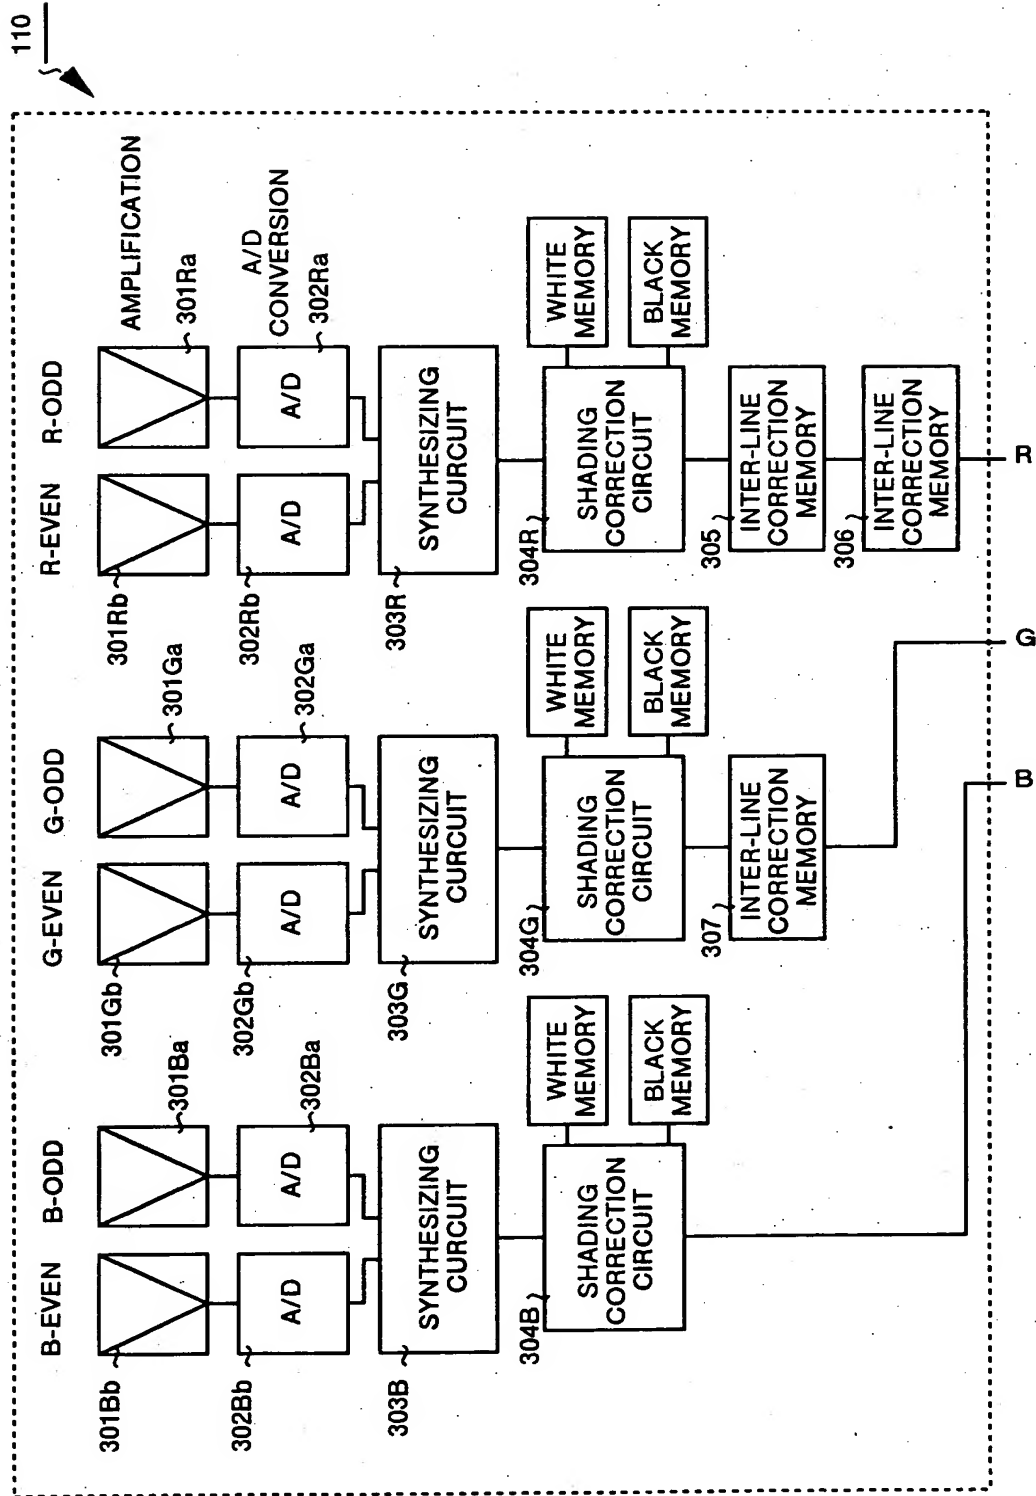 110
B-EVEN
B-ODD
G-EVEN
G-ODD
R-EVEN
R-ODD
AMPLIFICATION
301Bb
301Ba
301Gb
301Ga
301Rb
301Ra
A/D
CONVERSION
302Bb
A/D
A/D
302Ba
302Gb
A/D
A/D
302Ga
302Rb
A/D
A/D
302Ra
303B
SYNTHESIZING
CURCUIT
303G
SYNTHESIZING
CURCUIT
303R
SYNTHESIZING
CURCUIT
304B
SHADING
CORRECTION
CIRCUIT
WHITE
MEMORY
BLACK
MEMORY
304G
SHADING
CORRECTION
CIRCUIT
WHITE
MEMORY
BLACK
MEMORY
304R
SHADING
CORRECTION
CIRCUIT
WHITE
MEMORY
BLACK
MEMORY
307
INTER-LINE
CORRECTION
MEMORY
305
INTER-LINE
CORRECTION
MEMORY
306
INTER-LINE
CORRECTION
MEMORY
B
G
R